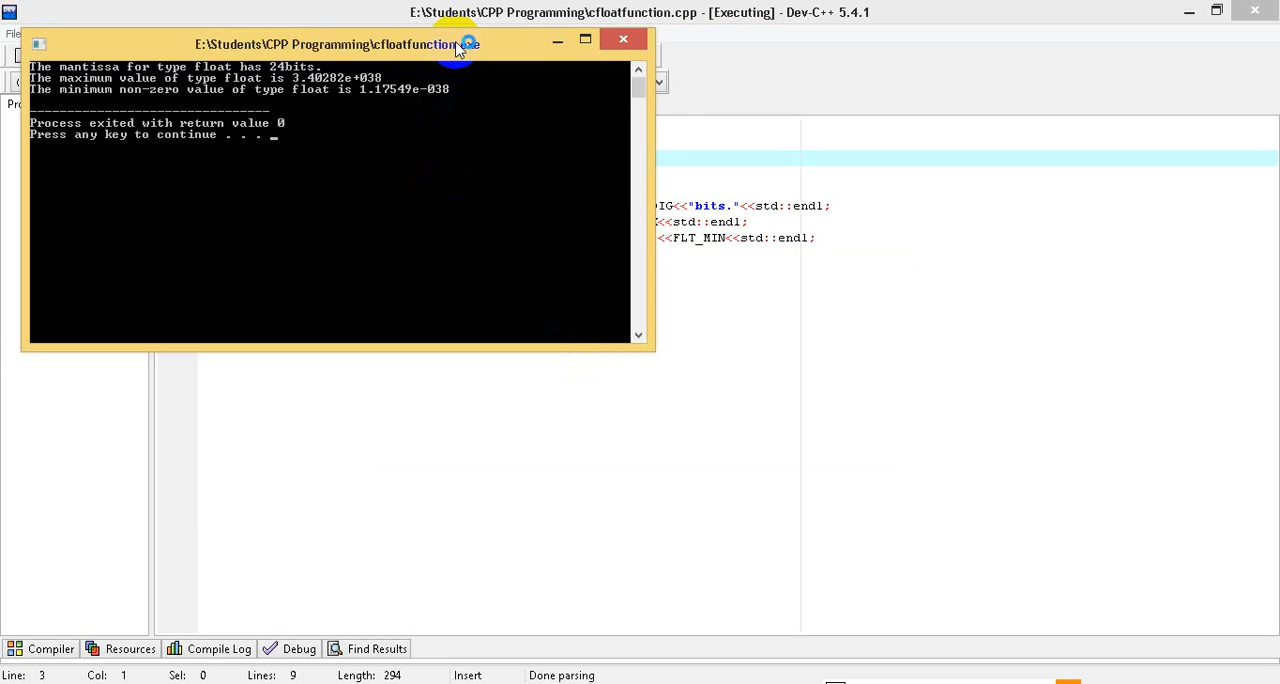 E:\Students\CPP Programming\cfloatfunction.cpp - [Executing] - Dev-C++ 5.4.1
File
E:\Students\CPP Programming\cfloatfunction.exe
The mantissa for type float has 24bits.
The maximum value of type float is 3.40282e+038
The minimum non-zero value of type float is 1.17549e-038
--------------------------------
Process exited with return value 0
Press any key to continue . . . _
IG<<"bits."<<std::endl;
<<std::endl;
<<FLT_MIN<<std::endl;
Compiler Resources Compile Log Debug Find Results
Line: 3 Col: 1 Sel: 0 Lines: 9 Length: 294 Insert Done parsing